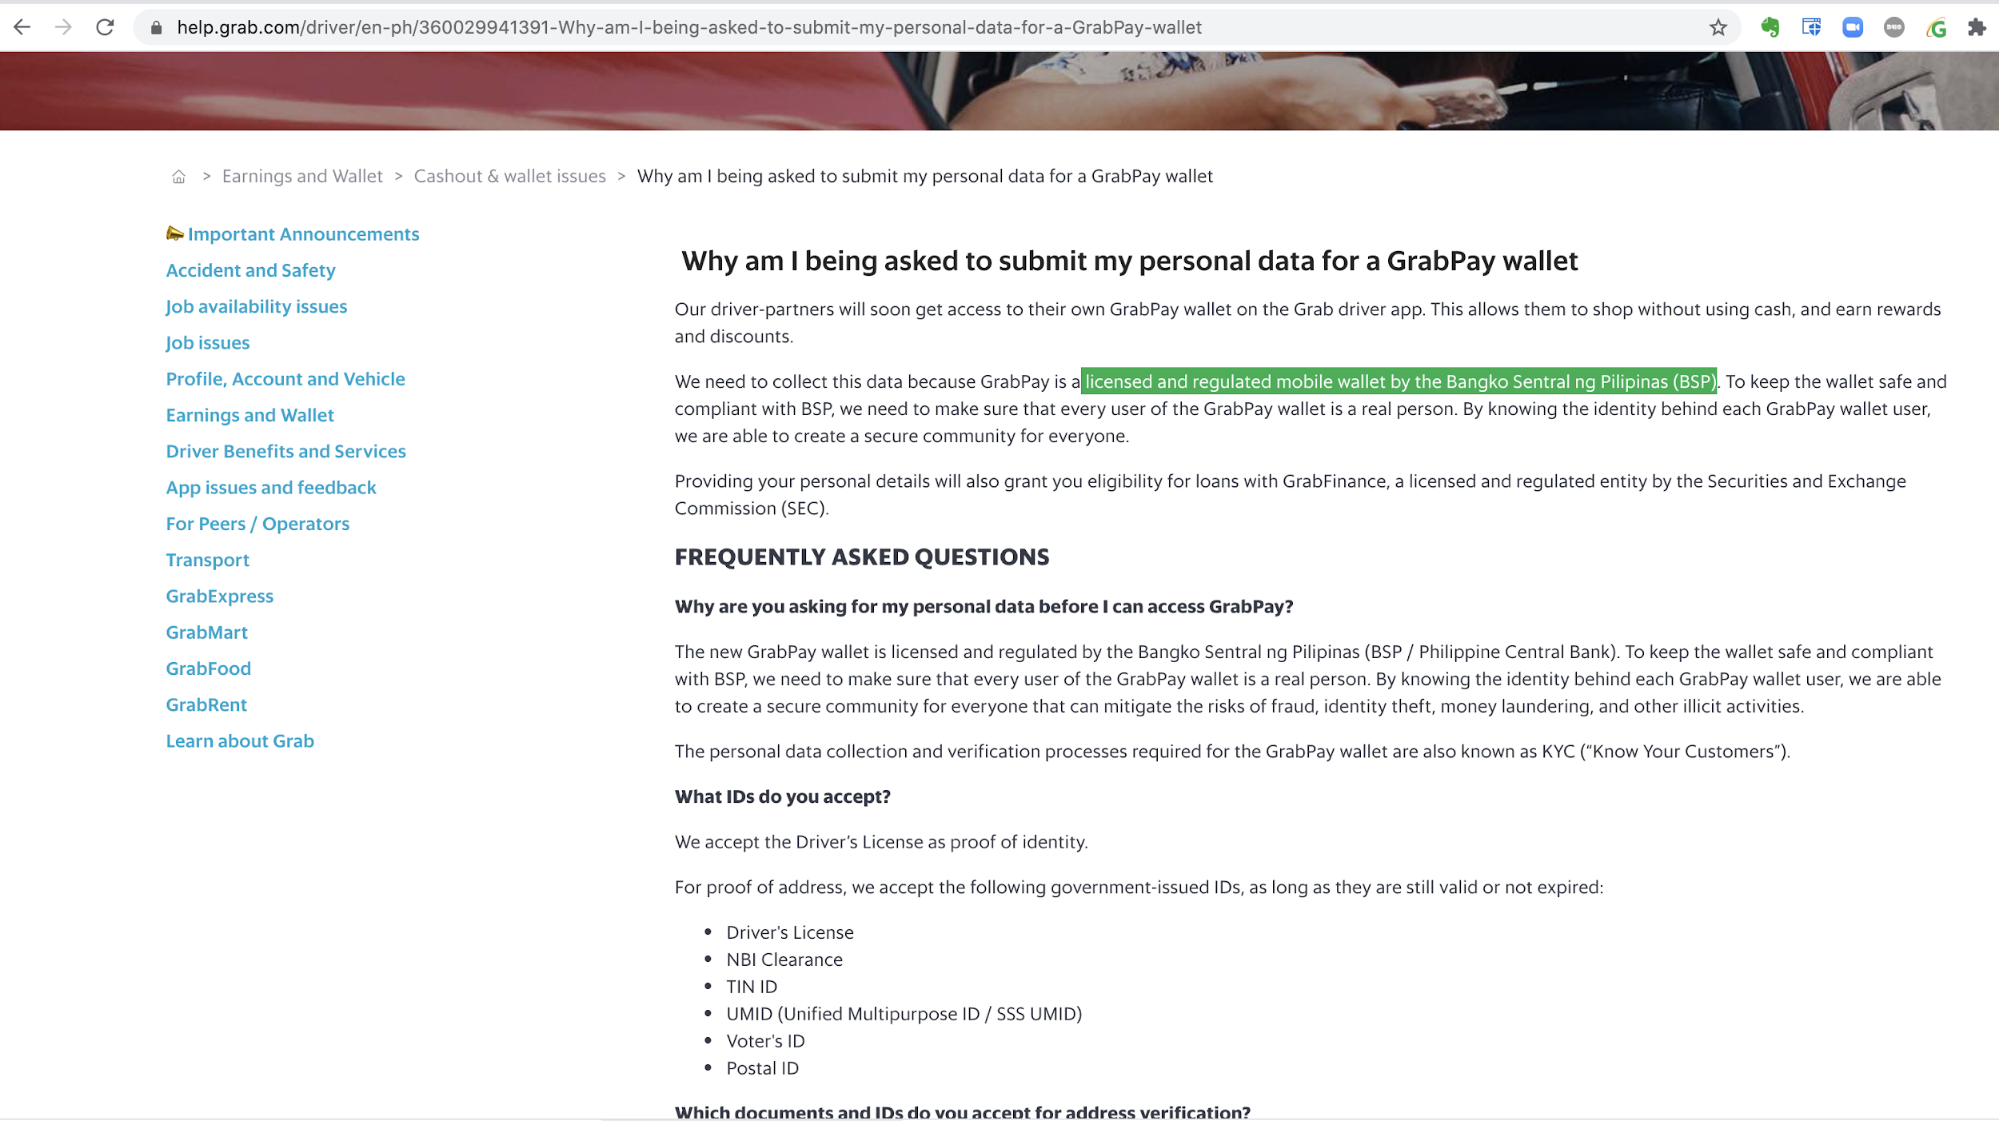 help.grab.com/driver/en-ph/360029941391-Why-am-I-being-asked-to-submit-my-personal-data-for-a-GrabPay-wallet
> Earnings and Wallet > Cashout & wallet issues > Why am I being asked to submit my personal data for a GrabPay wallet
Important Announcements
Accident and Safety
Job availability issues
Job issues
Profile, Account and Vehicle
Earnings and Wallet
Driver Benefits and Services
App issues and feedback
For Peers / Operators
Transport
GrabExpress
GrabMart
GrabFood
GrabRent
Learn about Grab
Why am I being asked to submit my personal data for a GrabPay wallet
Our driver-partners will soon get access to their own GrabPay wallet on the Grab driver app. This allows them to shop without using cash, and earn rewards
and discounts.
We need to collect this data because GrabPay is a licensed and regulated mobile wallet by the Bangko Sentral ng Pilipinas (BSP). To keep the wallet safe and
compliant with BSP, we need to make sure that every user of the GrabPay wallet is a real person. By knowing the identity behind each GrabPay wallet user,
we are able to create a secure community for everyone.
Providing your personal details will also grant you eligibility for loans with GrabFinance, a licensed and regulated entity by the Securities and Exchange
Commission (SEC).
FREQUENTLY ASKED QUESTIONS
Why are you asking for my personal data before I can access GrabPay?
The new GrabPay wallet is licensed and regulated by the Bangko Sentral ng Pilipinas (BSP / Philippine Central Bank). To keep the wallet safe and compliant
with BSP, we need to make sure that every user of the GrabPay wallet is a real person. By knowing the identity behind each GrabPay wallet user, we are able
to create a secure community for everyone that can mitigate the risks of fraud, identity theft, money laundering, and other illicit activities.
The personal data collection and verification processes required for the GrabPay wallet are also known as KYC (“Know Your Customers”).
What IDs do you accept?
We accept the Driver’s License as proof of identity.
For proof of address, we accept the following government-issued IDs, as long as they are still valid or not expired:
• Driver's License
• NBI Clearance
• TIN ID
• UMID (Unified Multipurpose ID / SSS UMID)
• Voter's ID
• Postal ID
Which documents and IDs do you accept for address verification?